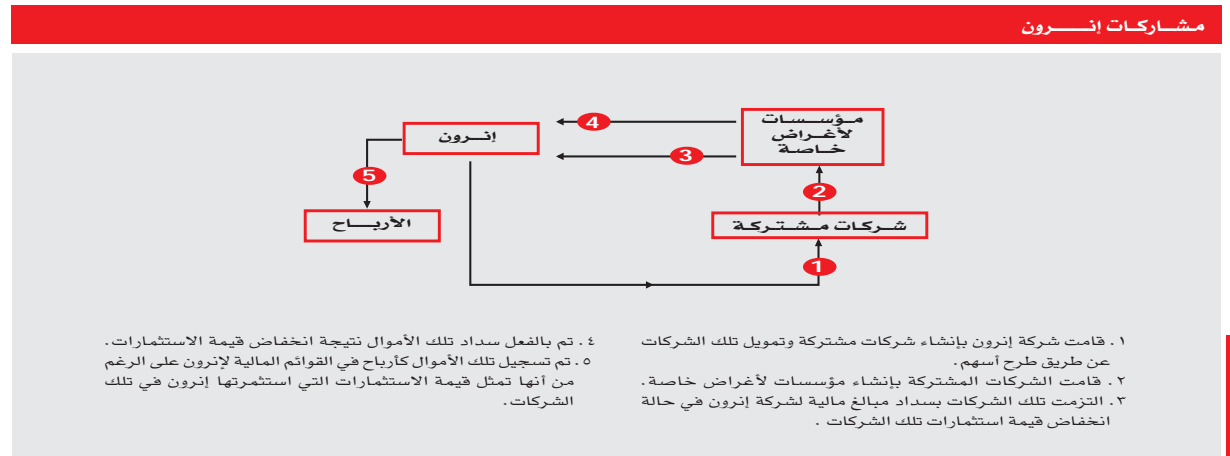 مشاركات إنرون
مؤسسات
لأغراض
خاصة
4
3
إنرون
5
2
الأرباح
شركات مشتركة
1
١. قامت شركة إنرون بإنشاء شركات مشتركة وتمويل تلك الشركات
عن طريق طرح أسهم.
٢. قامت الشركات المشتركة بإنشاء مؤسسات لأغراض خاصة.
٣. التزمت تلك الشركات بسداد مبالغ مالية لشركة إنرون في حالة
انخفاض قيمة استثمارات تلك الشركات .
٤. تم بالفعل سداد تلك الأموال نتيجة انخفاض قيمة الاستثمارات.
٥. تم تسجيل تلك الأموال كأرباح في القوائم المالية لإنرون على الرغم
من أنها تمثل قيمة الاستثمارات التي استثمرتها إنرون في تلك
الشركات.